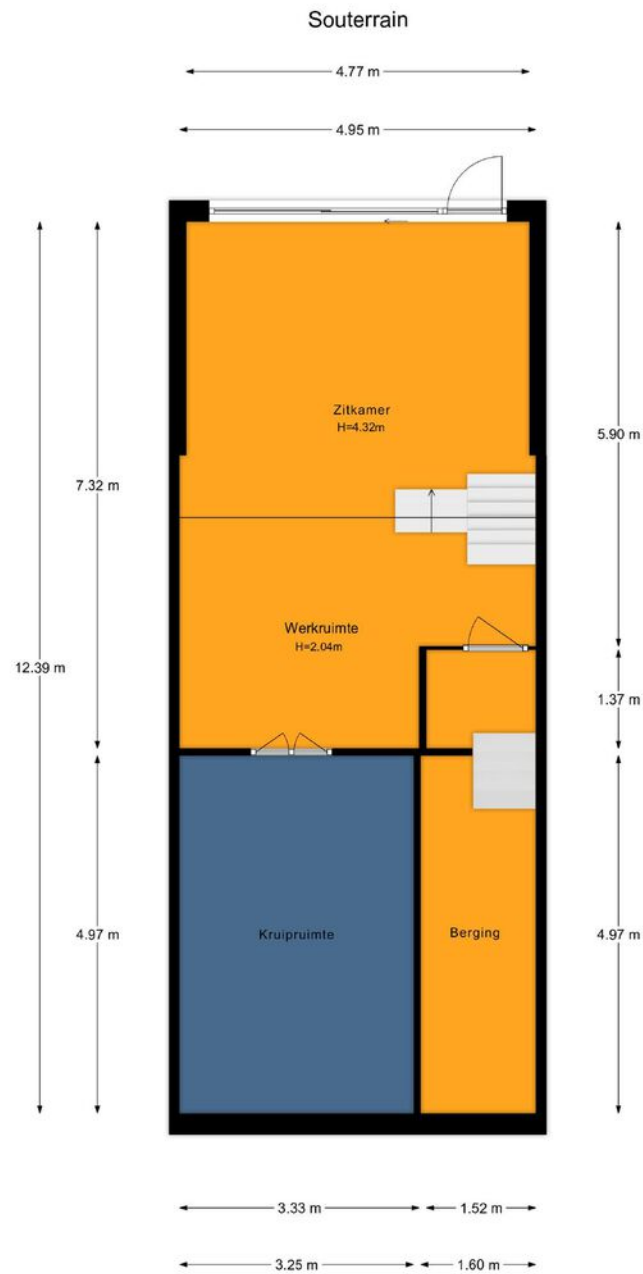 Souterrain
4.77 m
4.95 m
Zitkamer
H=4.32m
5.90 m
7.32 m
Werkruimte
H=2.04m
12.39 m
1.37 m
4.97 m
Kruipruimte
Berging
4.97 m
3.33 m
1.52 m
3.25 m
1.60 m